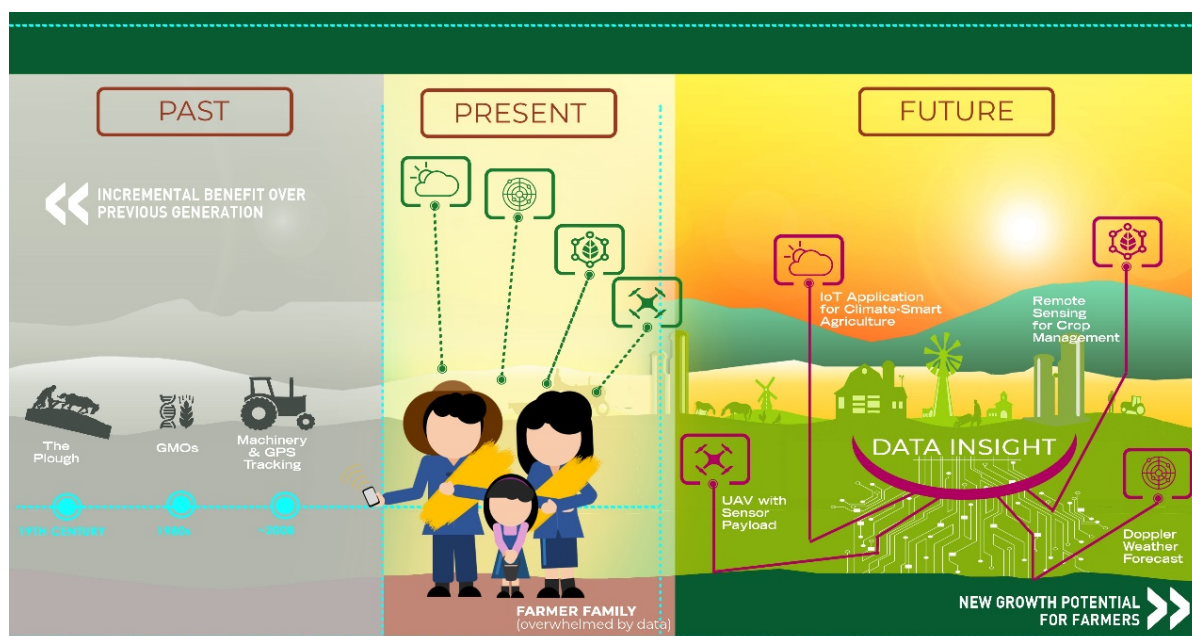 PAST
PRESENT
FUTURE
INCREMENTAL BENEFIT OVER
PREVIOUS GENERATION
The
Plough
GMOs
Machinery
& GPS
Tracking
19TH CENTURY
FARMER FAMILY
(overwhelmed by data)
IoT Application
for Climate-Smart
Agriculture
Remote
Sensing
for Crop
Management
DATA INSIGHT
UAV with
Sensor
Payload
Doppler
Weather
Forecast
NEW GROWTH POTENTIAL
FOR FARMERS